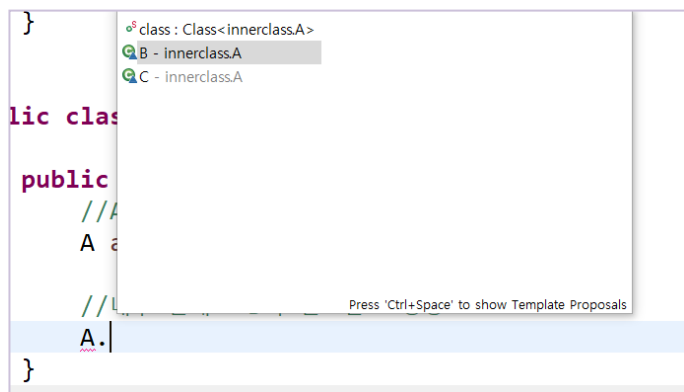 }
class : Class<innerclass.A>
B - innerclass.A
C - innerclass.A
lic clas
public
//A
A a
Press 'Ctrl+Space' to show Template Proposals
//
A.
}